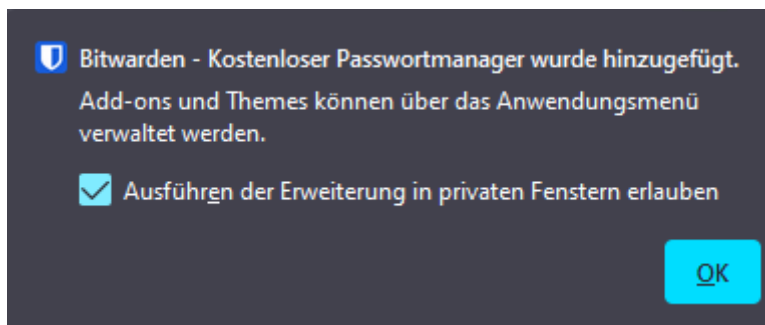 Bitwarden - Kostenloser Passwortmanager wurde hinzugefügt.
Add-ons und Themes können über das Anwendungsmenü
verwaltet werden.
Ausführen der Erweiterung in privaten Fenstern erlauben
OK